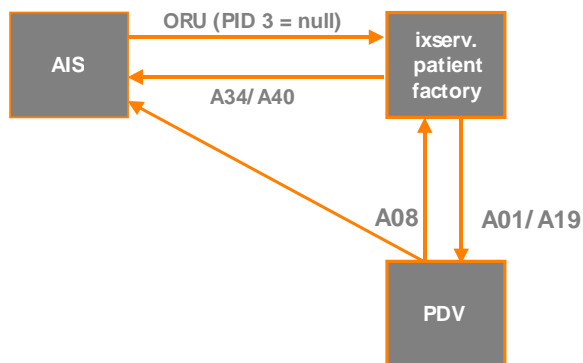 ORU (PID 3 = null)
AIS
ixserv.
patient
factory
A34/ A40
A08
A01/ A19
PDV